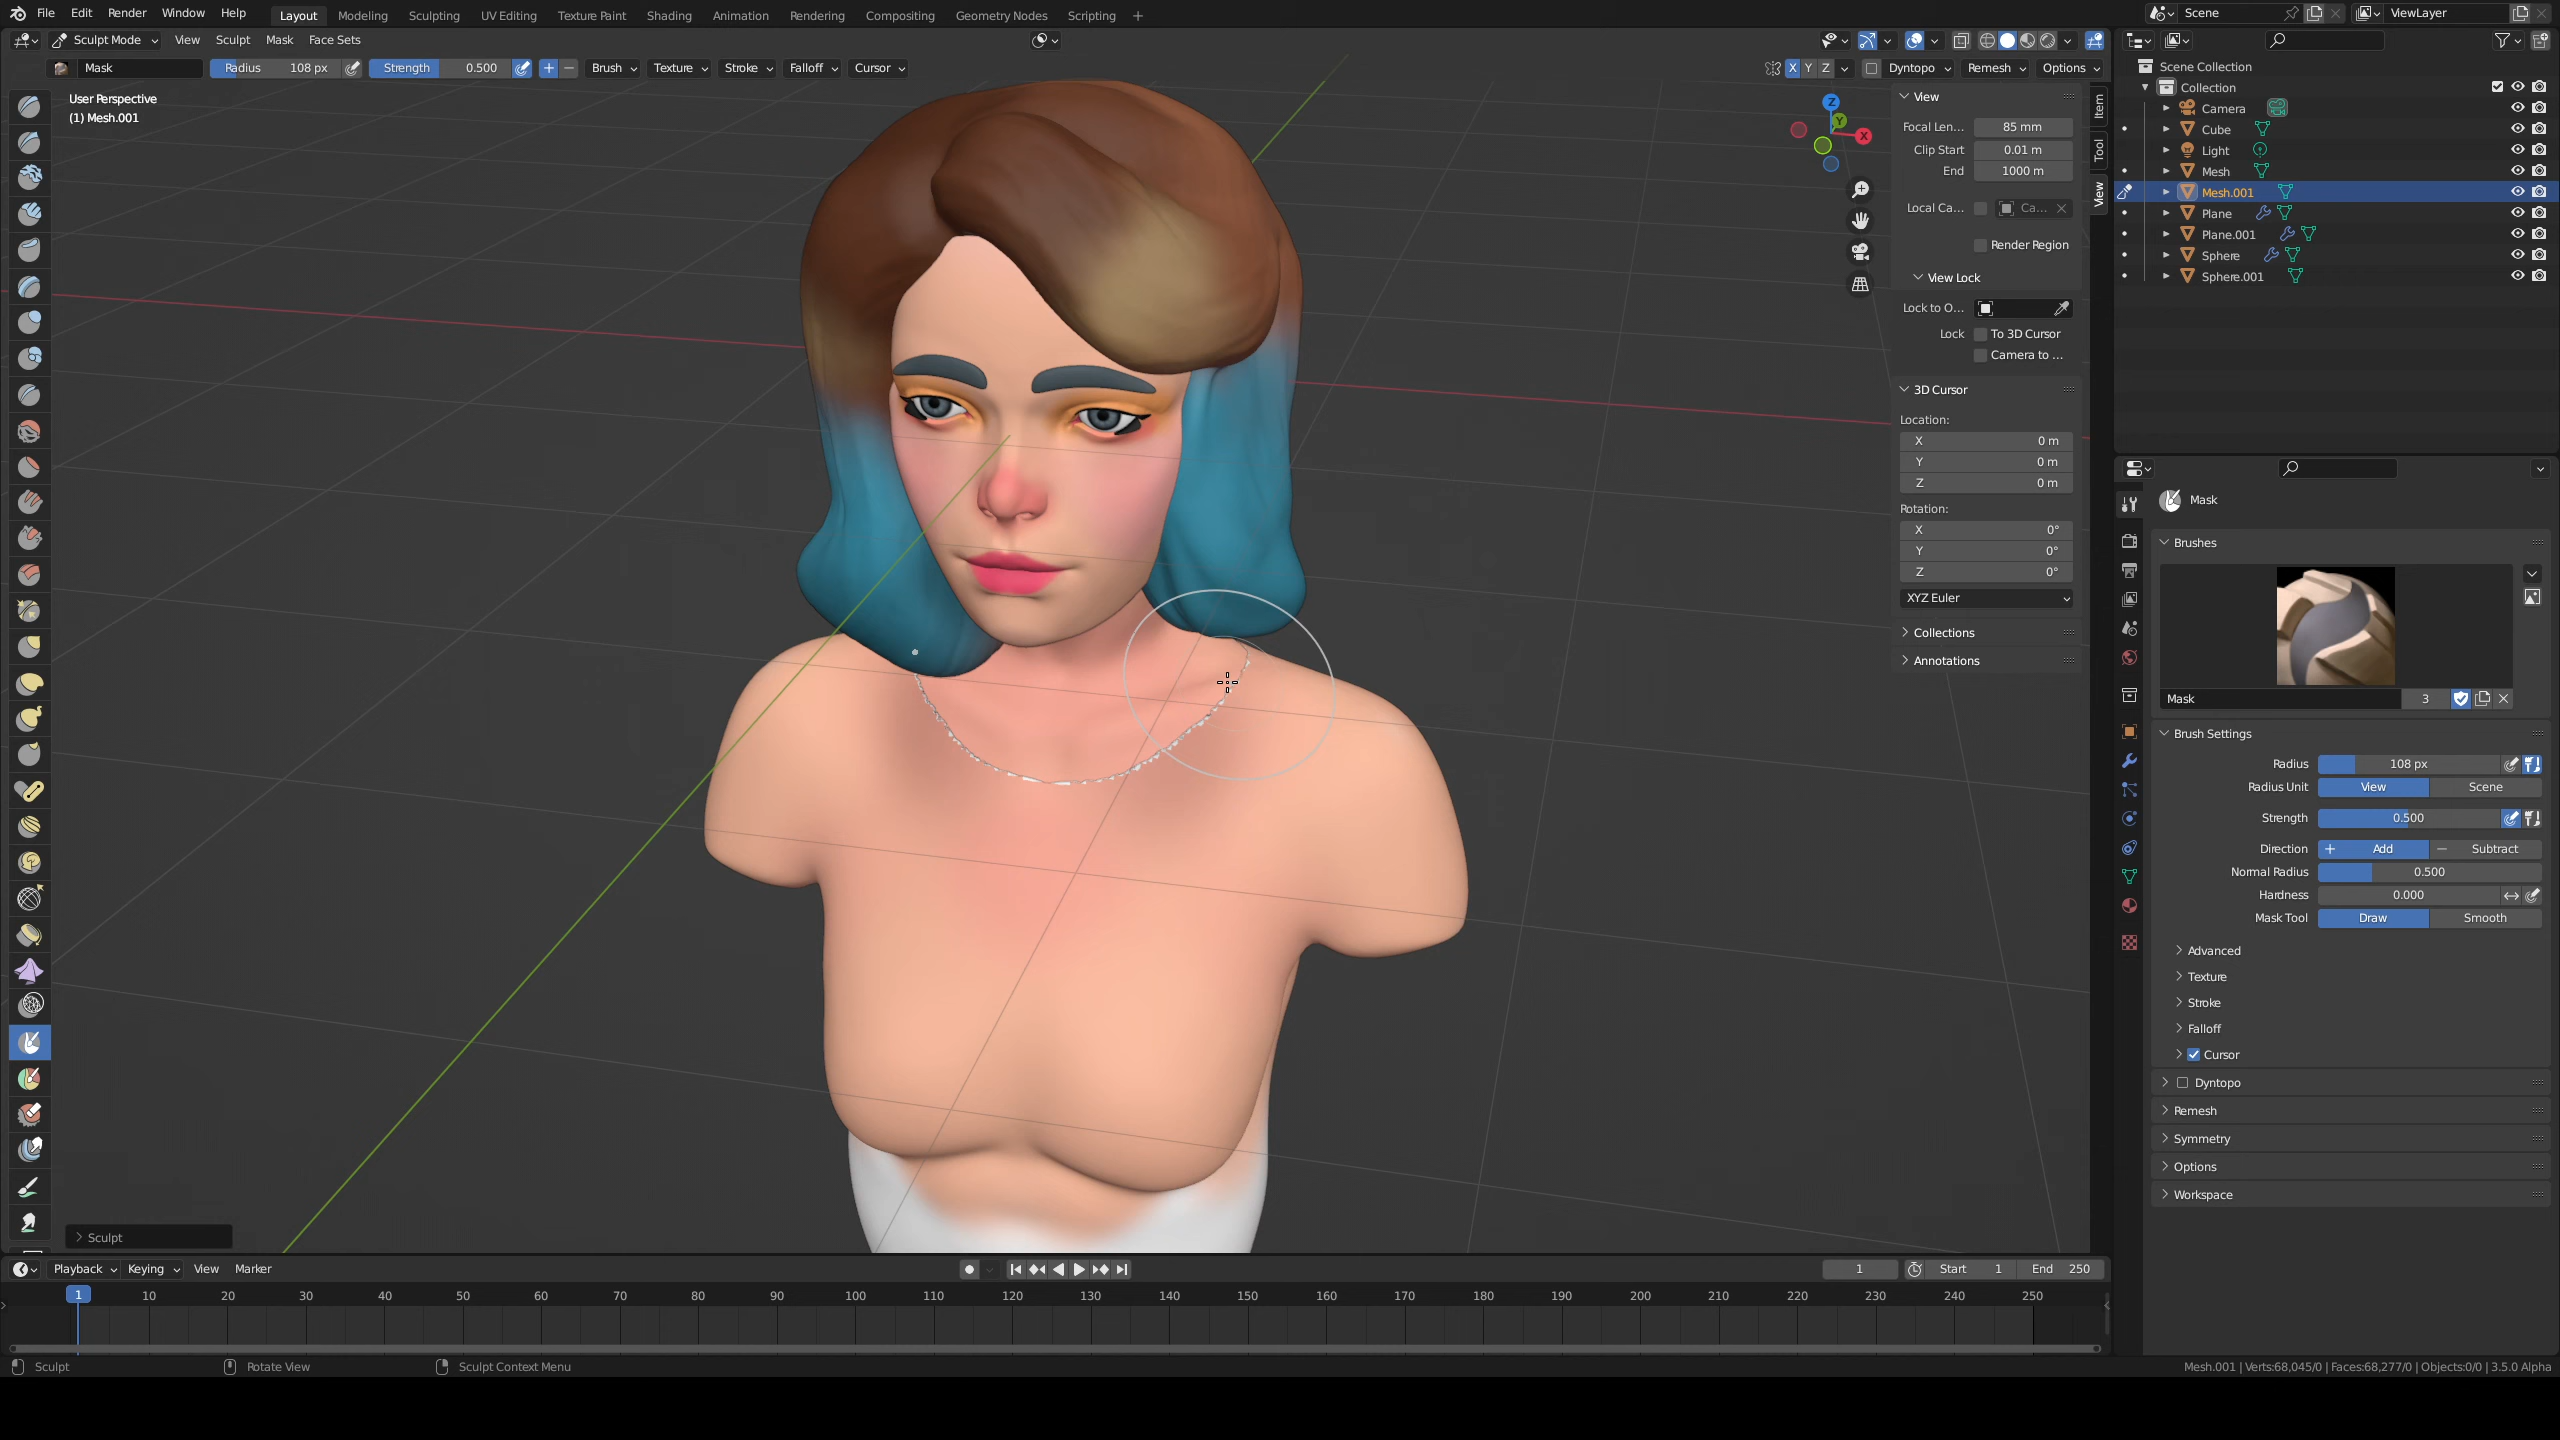 File Edit Render Window Help Layout Modeling Sculpting UV Editing Texture Paint Shading Animation Rendering Compositing Geometry Nodes Scripting + Scene ViewLayer
Sculpt Mode View Sculpt Mask Face Sets
Mask Radius 108 px Strength 0.500 + − Brush Texture Stroke Falloff Cursor X Y Z Dyntopo Remesh Options
User Perspective
(1) Mesh.001
Z
Y
X
View
Focal Len... 85 mm
Clip Start 0.01 m
End 1000 m
Local Ca... Ca...
Render Region
View Lock
Lock to O...
Lock To 3D Cursor
Camera to ...
3D Cursor
Location:
X 0 m
Y 0 m
Z 0 m
Rotation:
X 0°
Y 0°
Z 0°
XYZ Euler
Collections
Annotations
Item
Tool
View
Scene Collection
Collection
Camera
Cube
Light
Mesh
Mesh.001
Plane
Plane.001
Sphere
Sphere.001
Mask
Brushes
Mask 3
Brush Settings
Radius 108 px
Radius Unit View Scene
Strength 0.500
Direction + Add − Subtract
Normal Radius 0.500
Hardness 0.000
Mask Tool Draw Smooth
Advanced
Texture
Stroke
Falloff
Cursor
Dyntopo
Remesh
Symmetry
Options
Workspace
Sculpt
Playback Keying View Marker 1 Start 1 End 250
1 10 20 30 40 50 60 70 80 90 100 110 120 130 140 150 160 170 180 190 200 210 220 230 240 250
Sculpt Rotate View Sculpt Context Menu Mesh.001 | Verts:68,045/0 | Faces:68,277/0 | Objects:0/0 | 3.5.0 Alpha